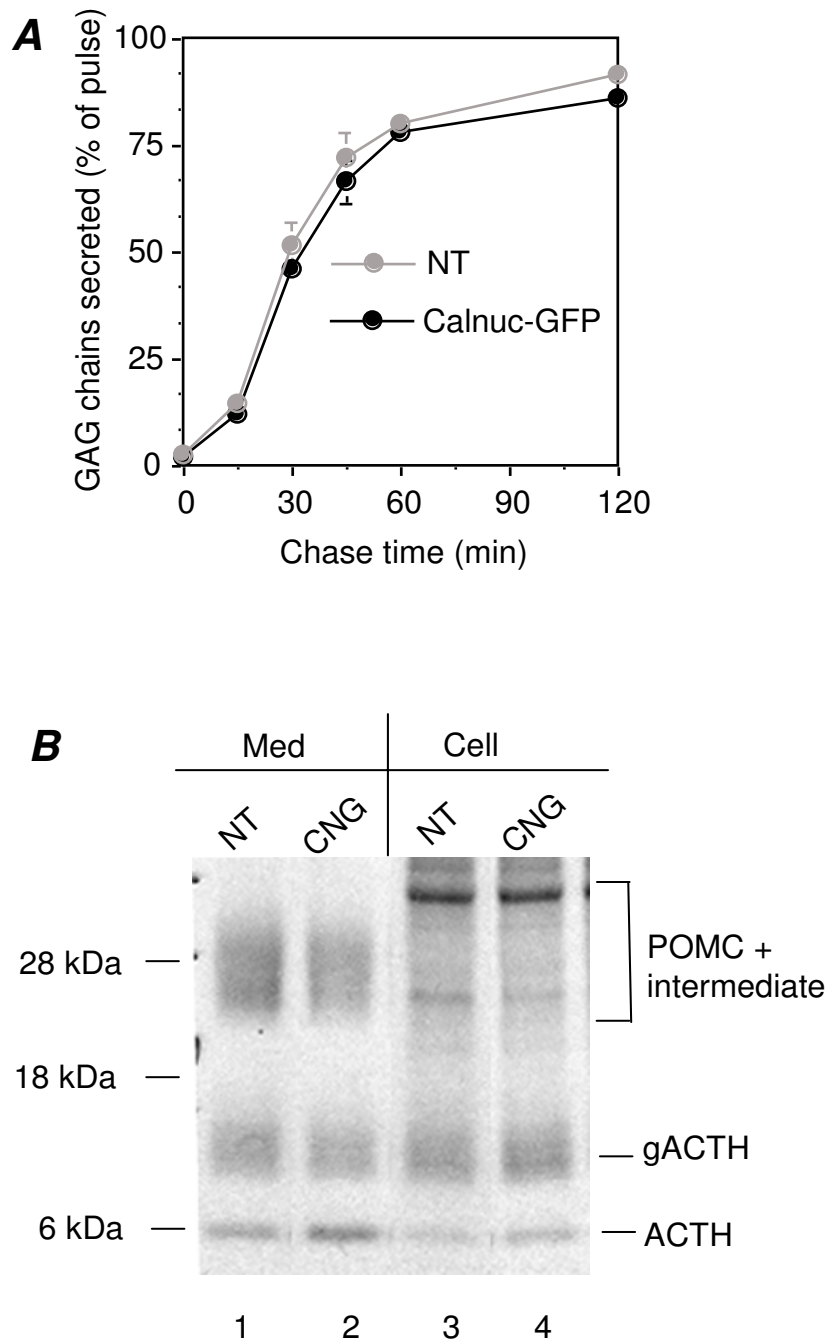 A
GAG chains secreted (% of pulse)
100
75
50
25
0
NT
Calnuc-GFP
0 30 60 90 120
Chase time (min)
B
Med Cell
NT CNG NT CNG
28 kDa
18 kDa
6 kDa
POMC +
intermediate
gACTH
ACTH
1 2 3 4